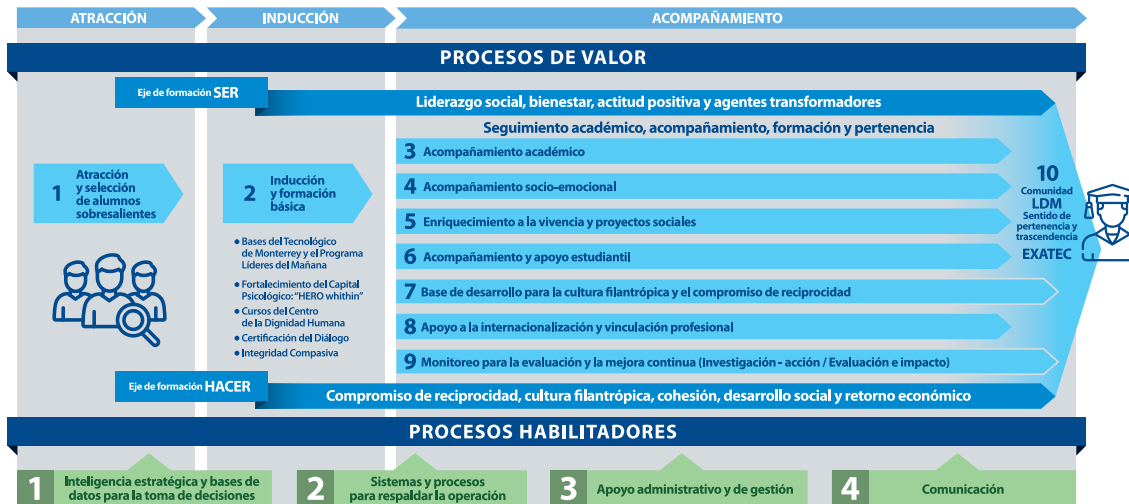 ATRACCIÓN
INDUCCIÓN
ACOMPAÑAMIENTO
PROCESOS DE VALOR
Eje de formación SER
Liderazgo social, bienestar, actitud positiva y agentes transformadores
Seguimiento académico, acompañamiento, formación y pertenencia
1
Atracción
y selección
de alumnos
sobresalientes
2
Inducción
y formación
básica
• Bases del Tecnológico
de Monterrey y el Programa
Líderes del Mañana
• Fortalecimiento del Capital
Psicológico: "HERO whithin"
• Cursos del Centro
de la Dignidad Humana
• Certificación del Diálogo
• Integridad Compasiva
3 Acompañamiento académico
4 Acompañamiento socio-emocional
5 Enriquecimiento a la vivencia y proyectos sociales
6 Acompañamiento y apoyo estudiantil
7 Base de desarrollo para la cultura filantrópica y el compromiso de reciprocidad
8 Apoyo a la internacionalización y vinculación profesional
9 Monitoreo para la evaluación y la mejora continua (Investigación - acción / Evaluación e impacto)
10
Comunidad
LDM
Sentido de
pertenencia y
trascendencia
EXATEC
Eje de formación HACER
Compromiso de reciprocidad, cultura filantrópica, cohesión, desarrollo social y retorno económico
PROCESOS HABILITADORES
1
Inteligencia estratégica y bases de
datos para la toma de decisiones
2
Sistemas y procesos
para respaldar la operación
3
Apoyo administrativo y de gestión
4
Comunicación